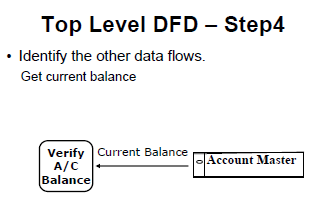 Top Level DFD – Step4
• Identify the other data flows.
Get current balance
Verify
A/C
Balance
Current Balance
Account Master